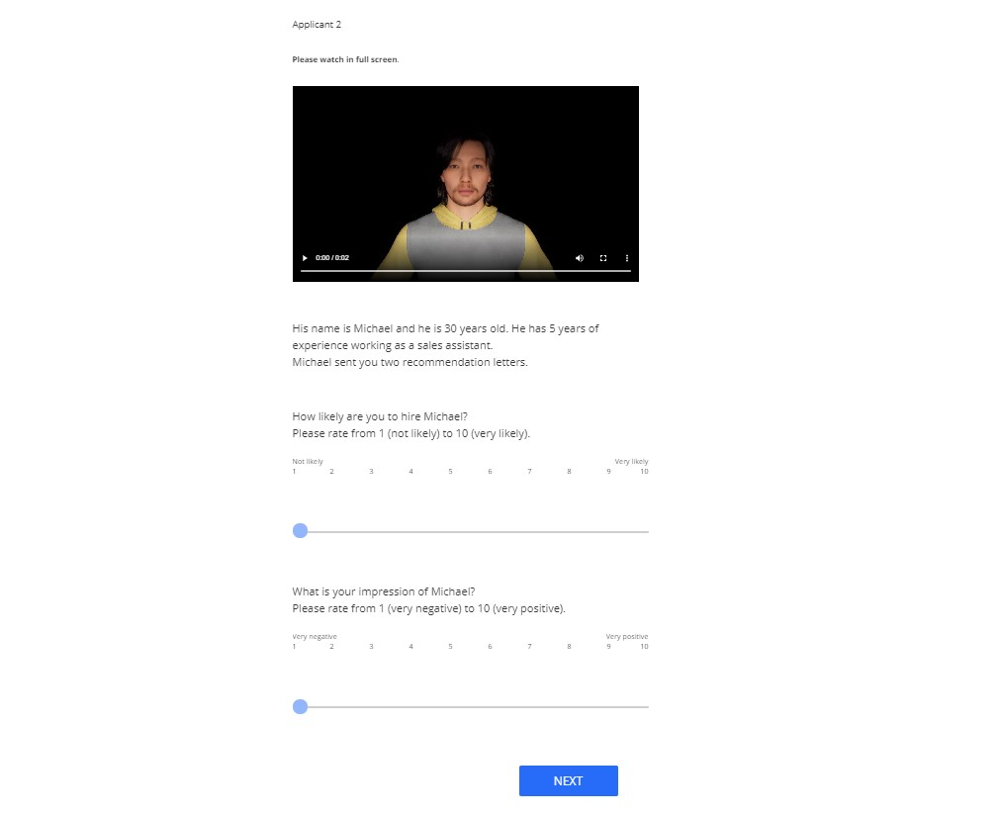 Applicant 2
Please watch in full screen.
0:00 / 0:02
His name is Michael and he is 30 years old. He has 5 years of
experience working as a sales assistant.
Michael sent you two recommendation letters.
How likely are you to hire Michael?
Please rate from 1 (not likely) to 10 (very likely).
Not likely Very likely
1 2 3 4 5 6 7 8 9 10
What is your impression of Michael?
Please rate from 1 (very negative) to 10 (very positive).
Very negative Very positive
1 2 3 4 5 6 7 8 9 10
NEXT